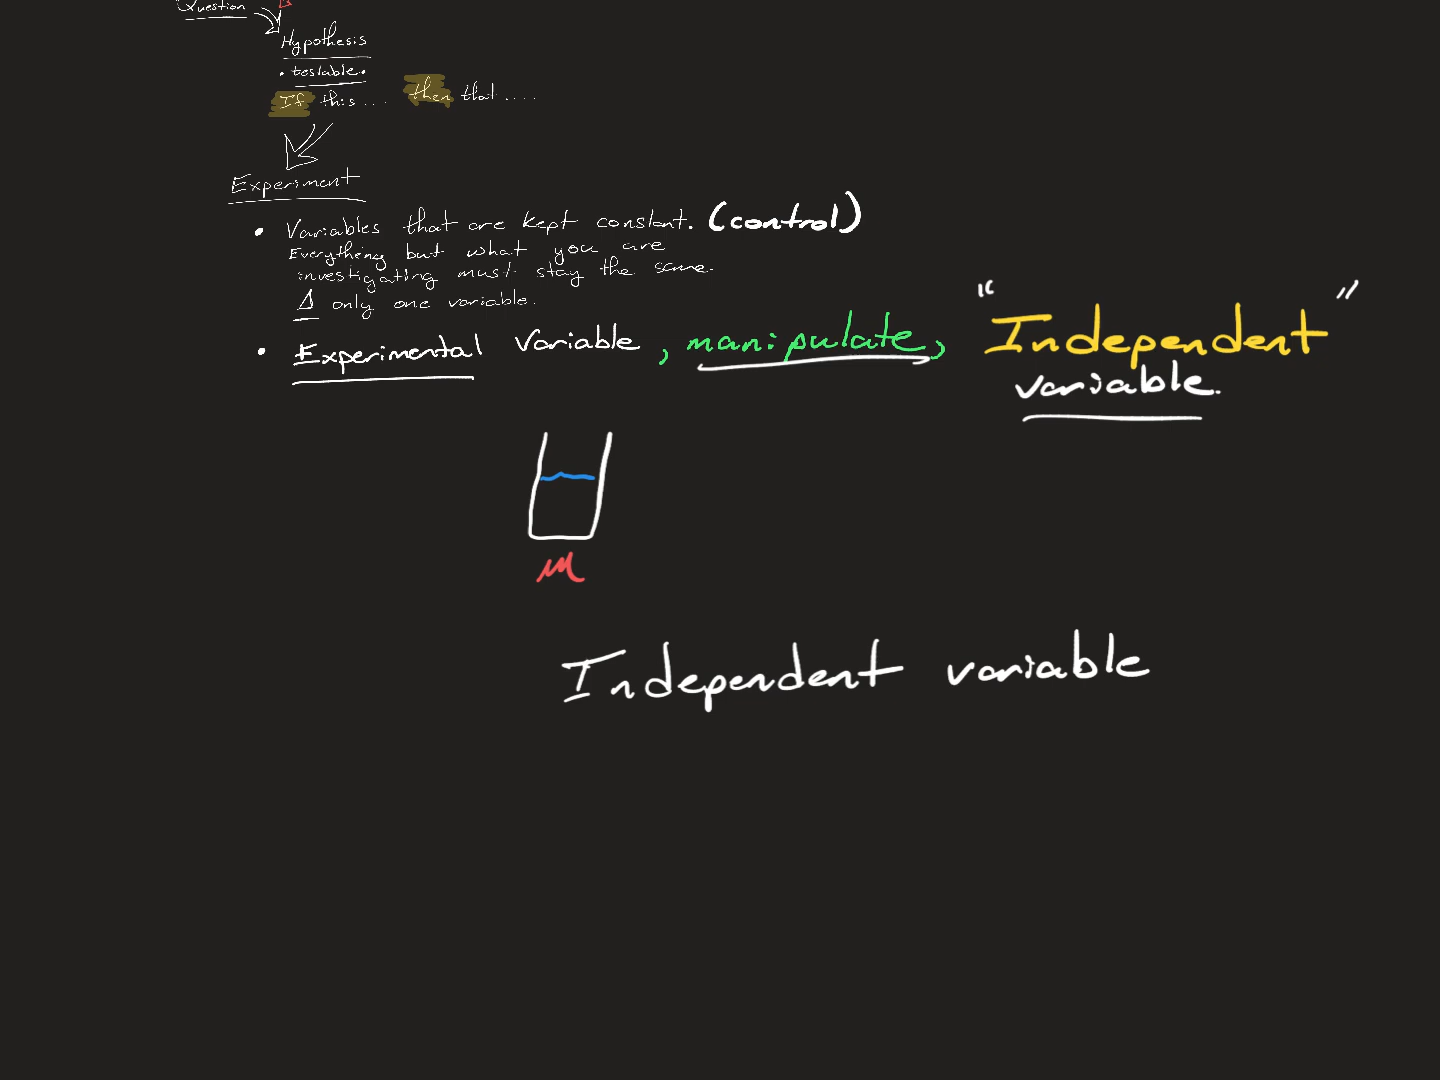 Question
Hypothesis
• testable.
If this... then that....
Experiment
• Variables that are kept constant. (control)
Everything but what you are
investigating must stay the same.
Δ only one variable.
• Experimental Variable, manipulate, "Independent"
variable.
Independent variable